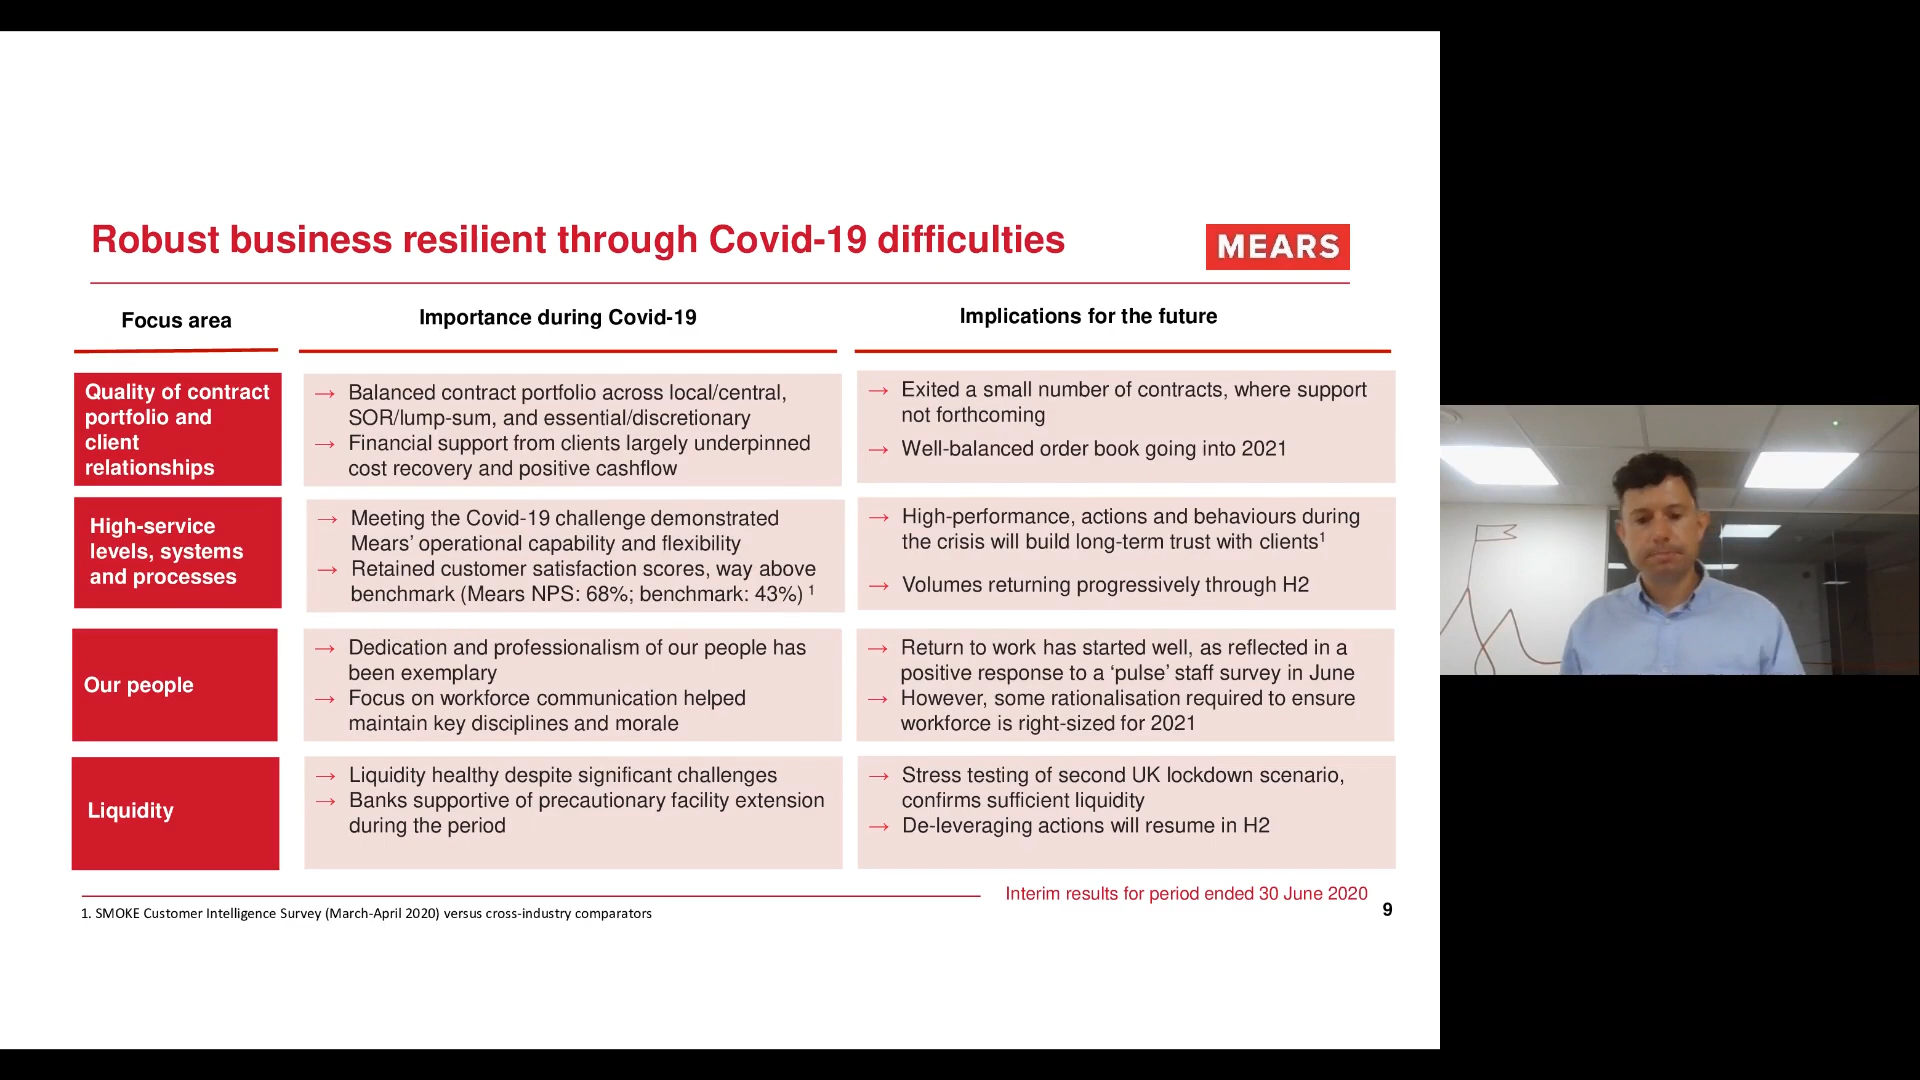 Robust business resilient through Covid-19 difficulties
MEARS
Focus area
Importance during Covid-19
Implications for the future
Quality of contract
portfolio and
client
relationships
→ Balanced contract portfolio across local/central,
SOR/lump-sum, and essential/discretionary
→ Financial support from clients largely underpinned
cost recovery and positive cashflow
→ Exited a small number of contracts, where support
not forthcoming
→ Well-balanced order book going into 2021
High-service
levels, systems
and processes
→ Meeting the Covid-19 challenge demonstrated
Mears’ operational capability and flexibility
→ Retained customer satisfaction scores, way above
benchmark (Mears NPS: 68%; benchmark: 43%) 1
→ High-performance, actions and behaviours during
the crisis will build long-term trust with clients1
→ Volumes returning progressively through H2
Our people
→ Dedication and professionalism of our people has
been exemplary
→ Focus on workforce communication helped
maintain key disciplines and morale
→ Return to work has started well, as reflected in a
positive response to a ‘pulse’ staff survey in June
→ However, some rationalisation required to ensure
workforce is right-sized for 2021
Liquidity
→ Liquidity healthy despite significant challenges
→ Banks supportive of precautionary facility extension
during the period
→ Stress testing of second UK lockdown scenario,
confirms sufficient liquidity
→ De-leveraging actions will resume in H2
Interim results for period ended 30 June 2020
1. SMOKE Customer Intelligence Survey (March-April 2020) versus cross-industry comparators
9